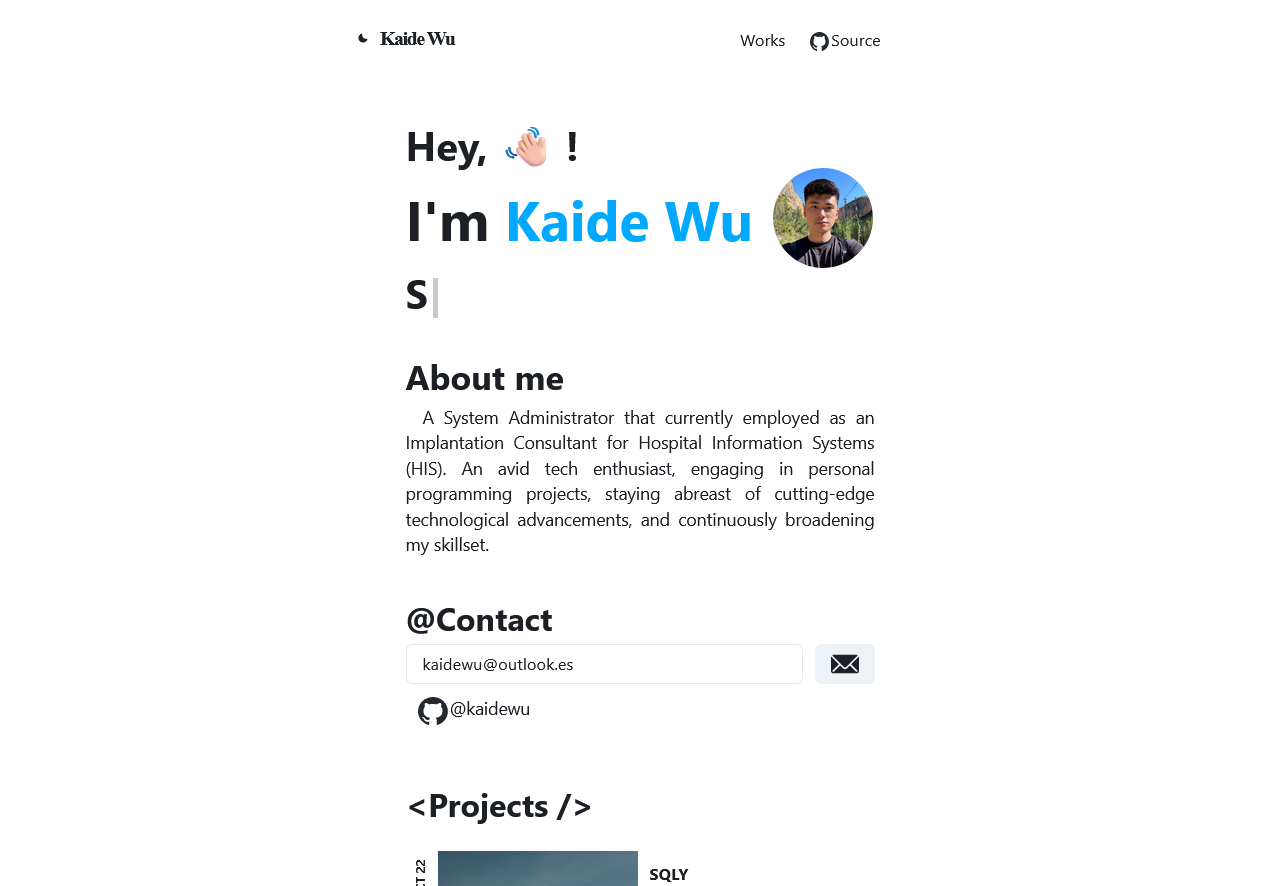 Kaide Wu
Works
Source
Hey, 👋🏻 !
I'm Kaide Wu
S
About me
A System Administrator that currently employed as an
Implantation Consultant for Hospital Information Systems
(HIS). An avid tech enthusiast, engaging in personal
programming projects, staying abreast of cutting-edge
technological advancements, and continuously broadening
my skillset.
@Contact
kaidewu@outlook.es
@kaidewu
<Projects />
22
SQLY